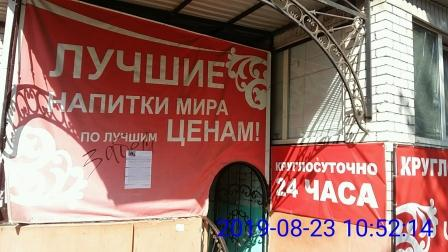 ЛУЧШИЕ
НАПИТКИ МИРА
ПО ЛУЧШИМ ЦЕНАМ!
КРУГЛОСУТОЧНО
24 ЧАСА
КРУГЛ
2019-08-23 10:52:14